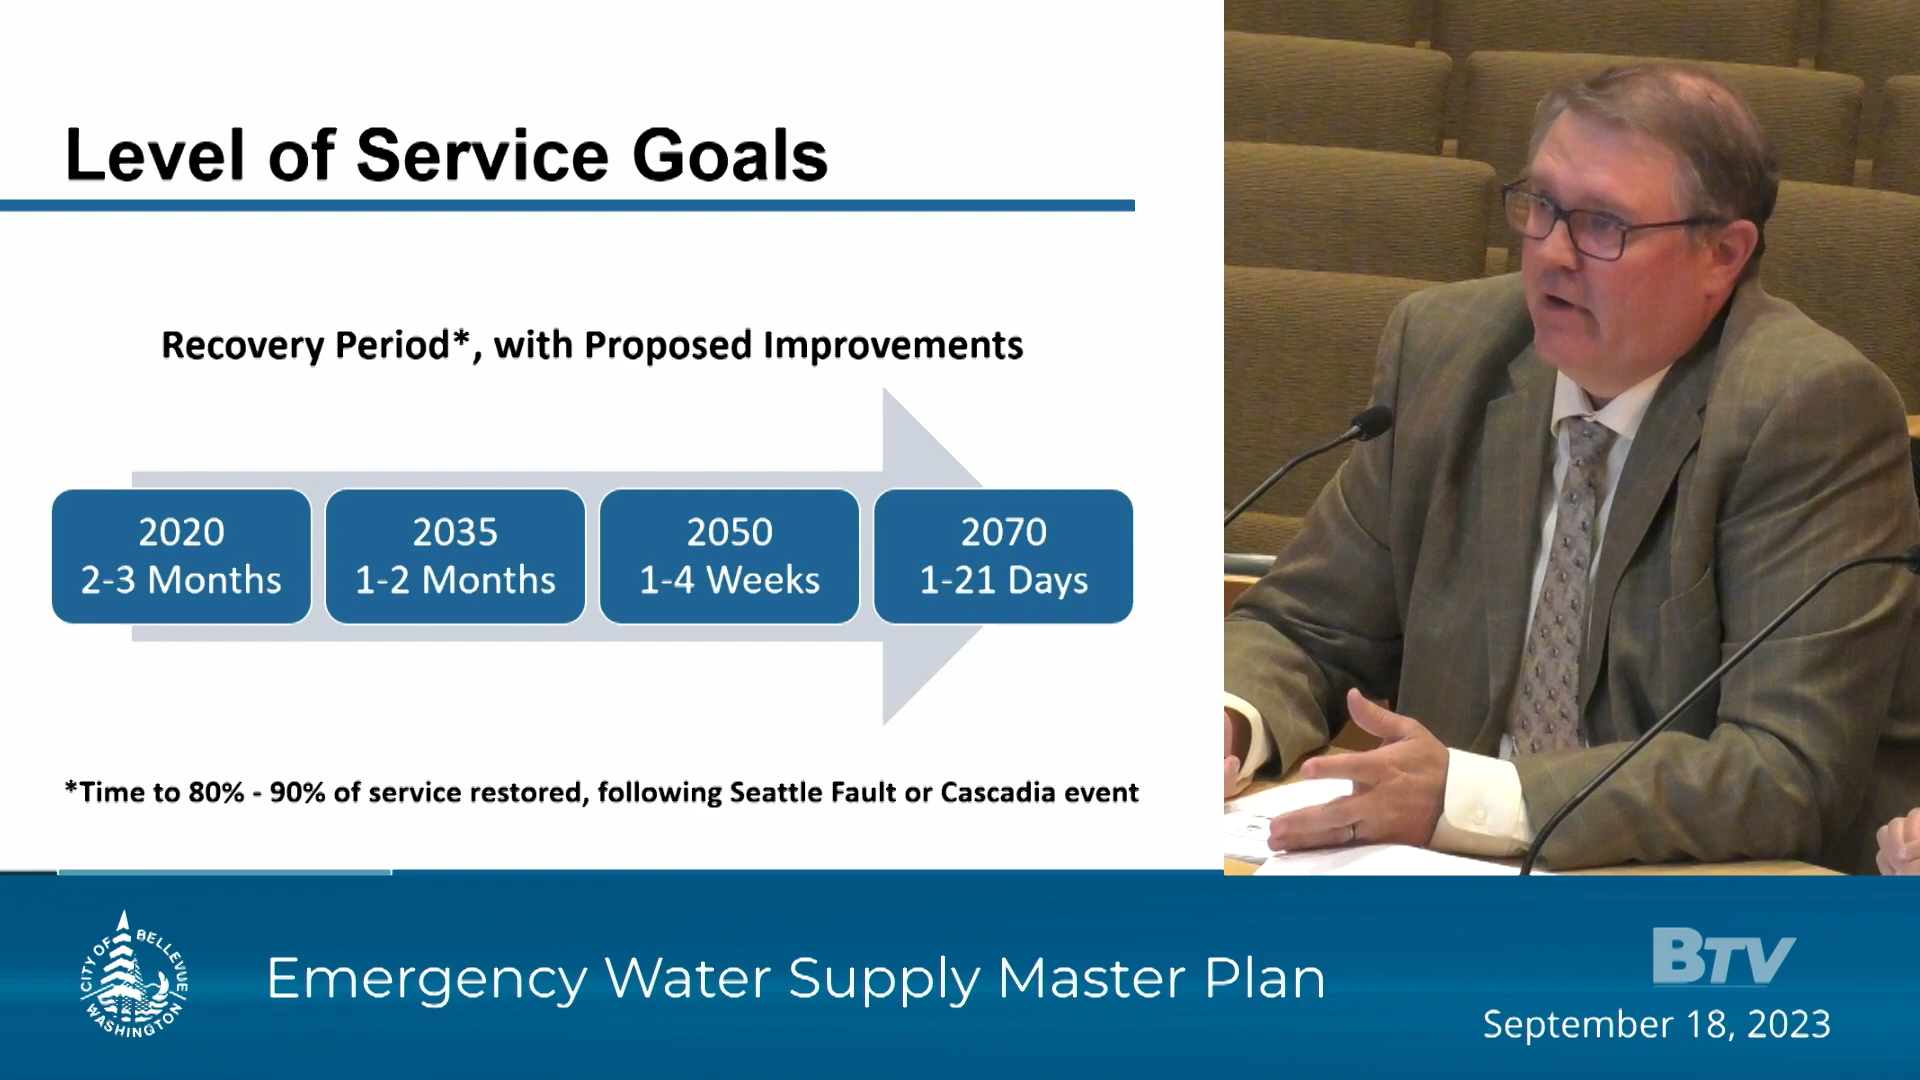 Level of Service Goals
Recovery Period*, with Proposed Improvements
2020
2-3 Months
2035
1-2 Months
2050
1-4 Weeks
2070
1-21 Days
*Time to 80% - 90% of service restored, following Seattle Fault or Cascadia event
CITY OF BELLEVUE
WASHINGTON
Emergency Water Supply Master Plan
BTV
September 18, 2023